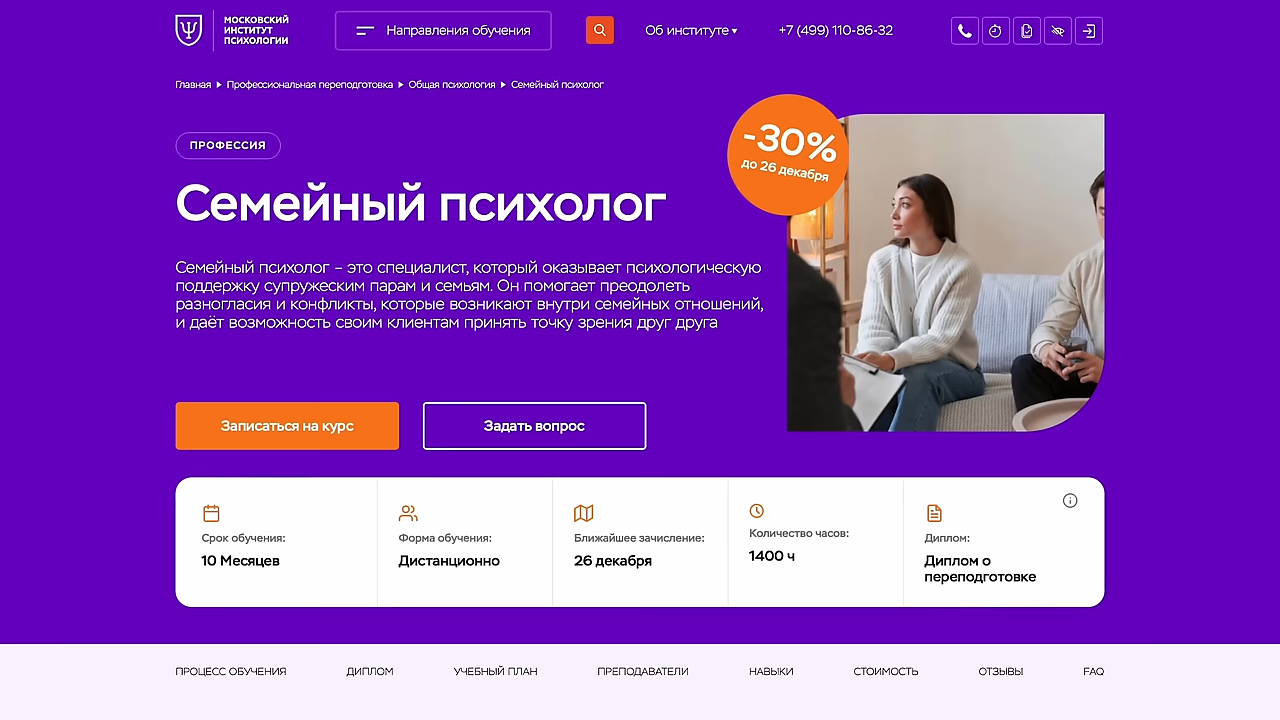 МОСКОВСКИЙ
ИНСТИТУТ
ПСИХОЛОГИИ
Направления обучения
Об институте ▾
+7 (499) 110-86-32
Главная ▸ Профессиональная переподготовка ▸ Общая психология ▸ Семейный психолог
ПРОФЕССИЯ
-30%
до 26 декабря
Семейный психолог
Семейный психолог – это специалист, который оказывает психологическую
поддержку супружеским парам и семьям. Он помогает преодолеть
разногласия и конфликты, которые возникают внутри семейных отношений,
и даёт возможность своим клиентам принять точку зрения друг друга
Записаться на курс
Задать вопрос
Срок обучения:
10 Месяцев
Форма обучения:
Дистанционно
Ближайшее зачисление:
26 декабря
Количество часов:
1400 ч
Диплом:
Диплом о
переподготовке
ПРОЦЕСС ОБУЧЕНИЯ
ДИПЛОМ
УЧЕБНЫЙ ПЛАН
ПРЕПОДАВАТЕЛИ
НАВЫКИ
СТОИМОСТЬ
ОТЗЫВЫ
FAQ